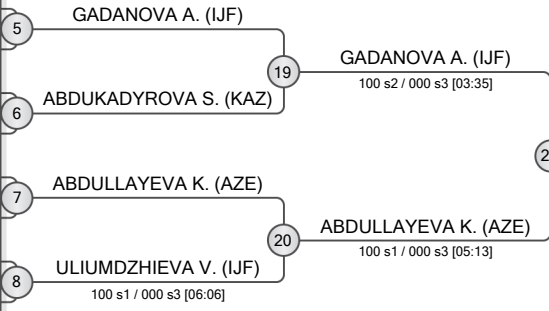 GADANOVA A. (IJF)
5
19
GADANOVA A. (IJF)
100 s2 / 000 s3 [03:35]
6
ABDUKADYROVA S. (KAZ)
2
7
ABDULLAYEVA K. (AZE)
20
ABDULLAYEVA K. (AZE)
100 s1 / 000 s3 [05:13]
8
ULIUMDZHIEVA V. (IJF)
100 s1 / 000 s3 [06:06]